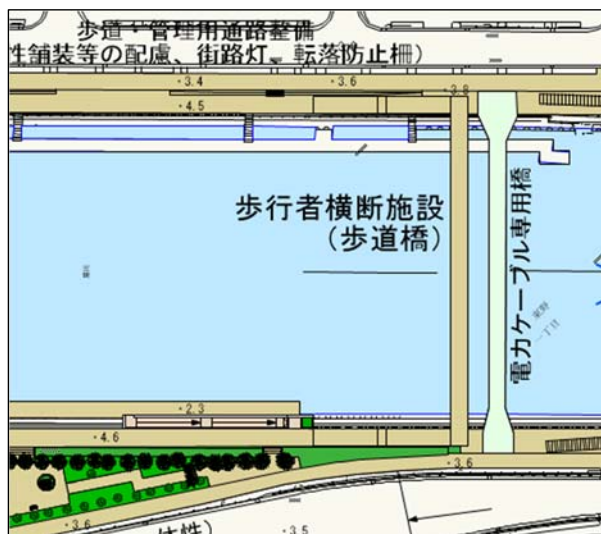 歩道・管理用通路整備
性舗装等の配慮、街路灯、転落防止柵）
・3.4
・3.6
・3.8
・4.5
歩行者横断施設
（歩道橋）
電力ケーブル専用橋
・2.3
・4.6
・3.6
・3.6
・3.5
体性）